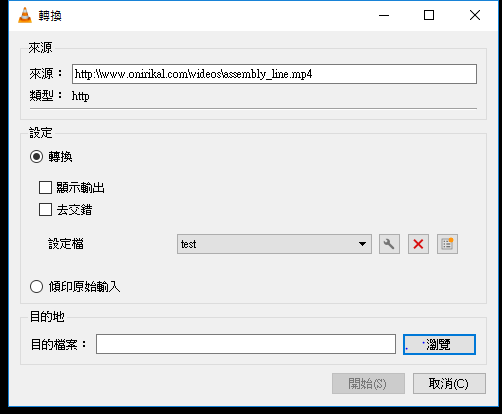 轉換
來源
來源： http:\\www.onirikal.com\videos\assembly_line.mp4
類型： http
設定
轉換
顯示輸出
去交錯
設定檔 test
傾印原始輸入
目的地
目的檔案： 瀏覽
開始(S) 取消(C)